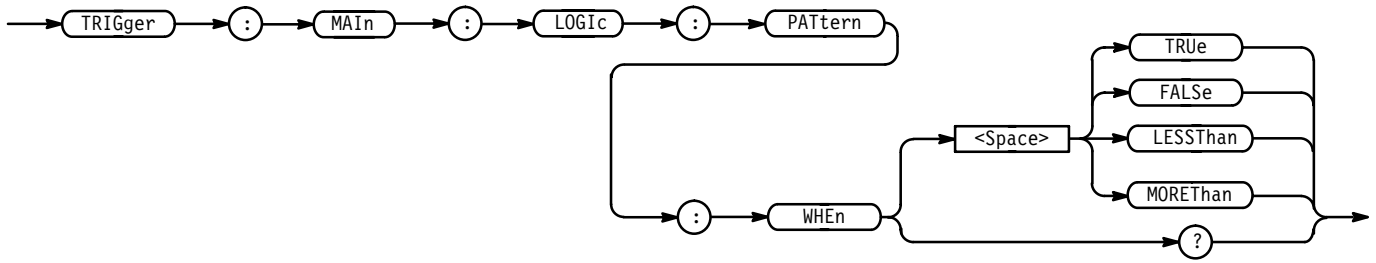 TRIGger : MAIn : LOGIc : PATtern
: WHEn <Space> TRUe
FALSe
LESSThan
MOREThan
?